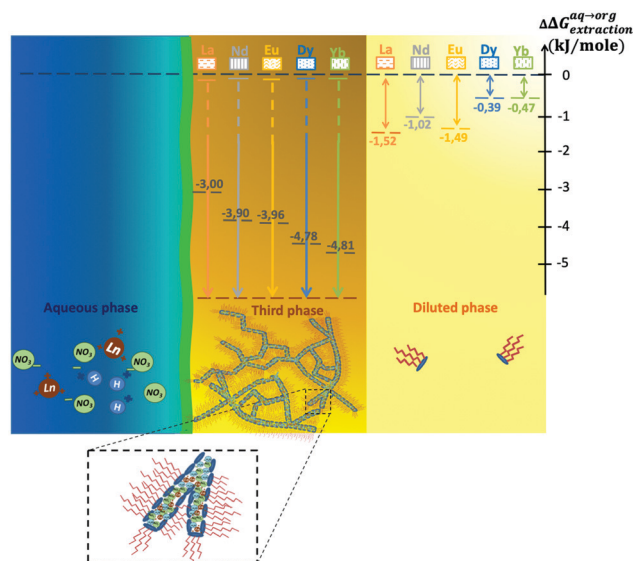 ΔΔG^{aq→org}_{extraction}
(kJ/mole)
La Nd Eu Dy Yb La Nd Eu Dy Yb
0
-0,39 -0,47
-1
-1,02
-1,52 -1,49
-2
-3,00
-3
-3,90 -3,96
-4
-4,78 -4,81
-5
Aqueous phase Third phase Diluted phase
Ln
NO3 NO3 NO3
H
Ln H
NO3 H NO3